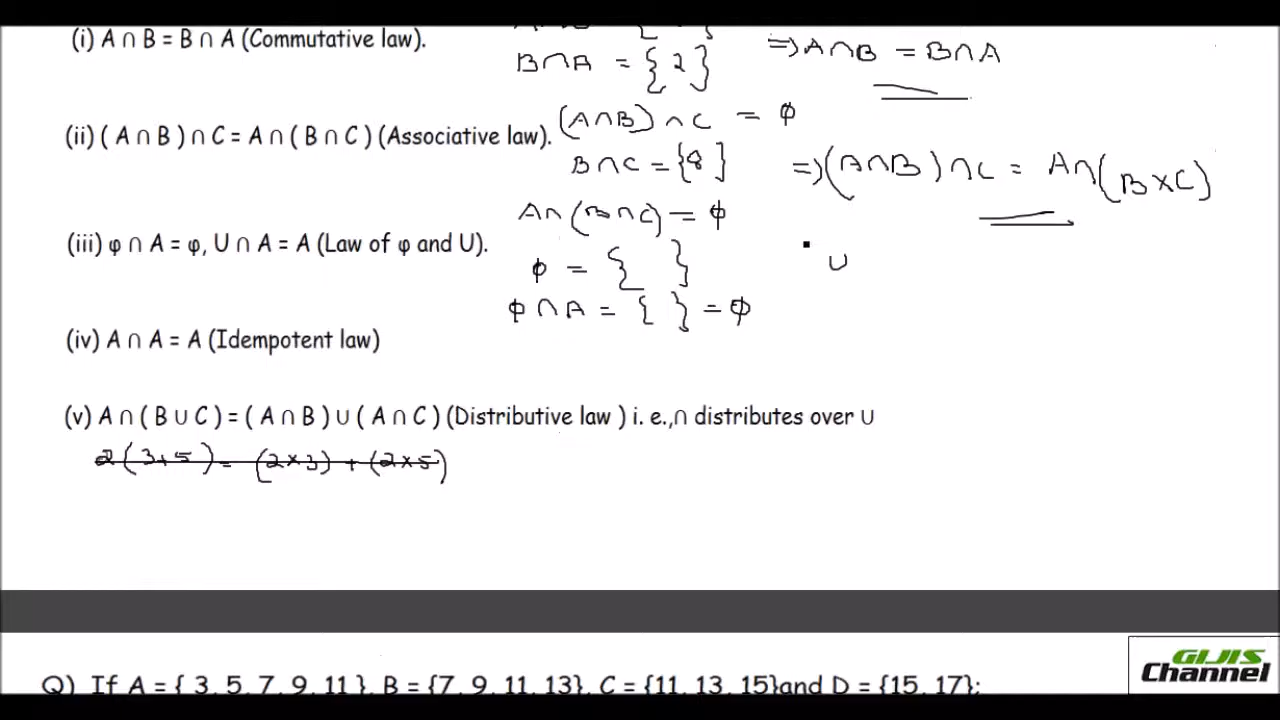 (i) A ∩ B = B ∩ A (Commutative law).
B∩A = {2} ⇒ A∩B = B∩A
(A∩B)∩C = φ
(ii) ( A ∩ B ) ∩ C = A ∩ ( B ∩ C ) (Associative law).
B∩C = {8} ⇒ (A∩B)∩C = A∩(B×C)
A∩(B∩C) = φ
(iii) φ ∩ A = φ, U ∩ A = A (Law of φ and U).
φ = { } U
φ∩A = { } = φ
(iv) A ∩ A = A (Idempotent law)
(v) A ∩ ( B ∪ C ) = ( A ∩ B ) ∪ ( A ∩ C ) (Distributive law ) i. e.,∩ distributes over ∪
2(3+5) = (2×3) + (2×5)
GIJIS
Channel
Q) If A = { 3, 5, 7, 9, 11 }, B = {7, 9, 11, 13}, C = {11, 13, 15}and D = {15, 17};